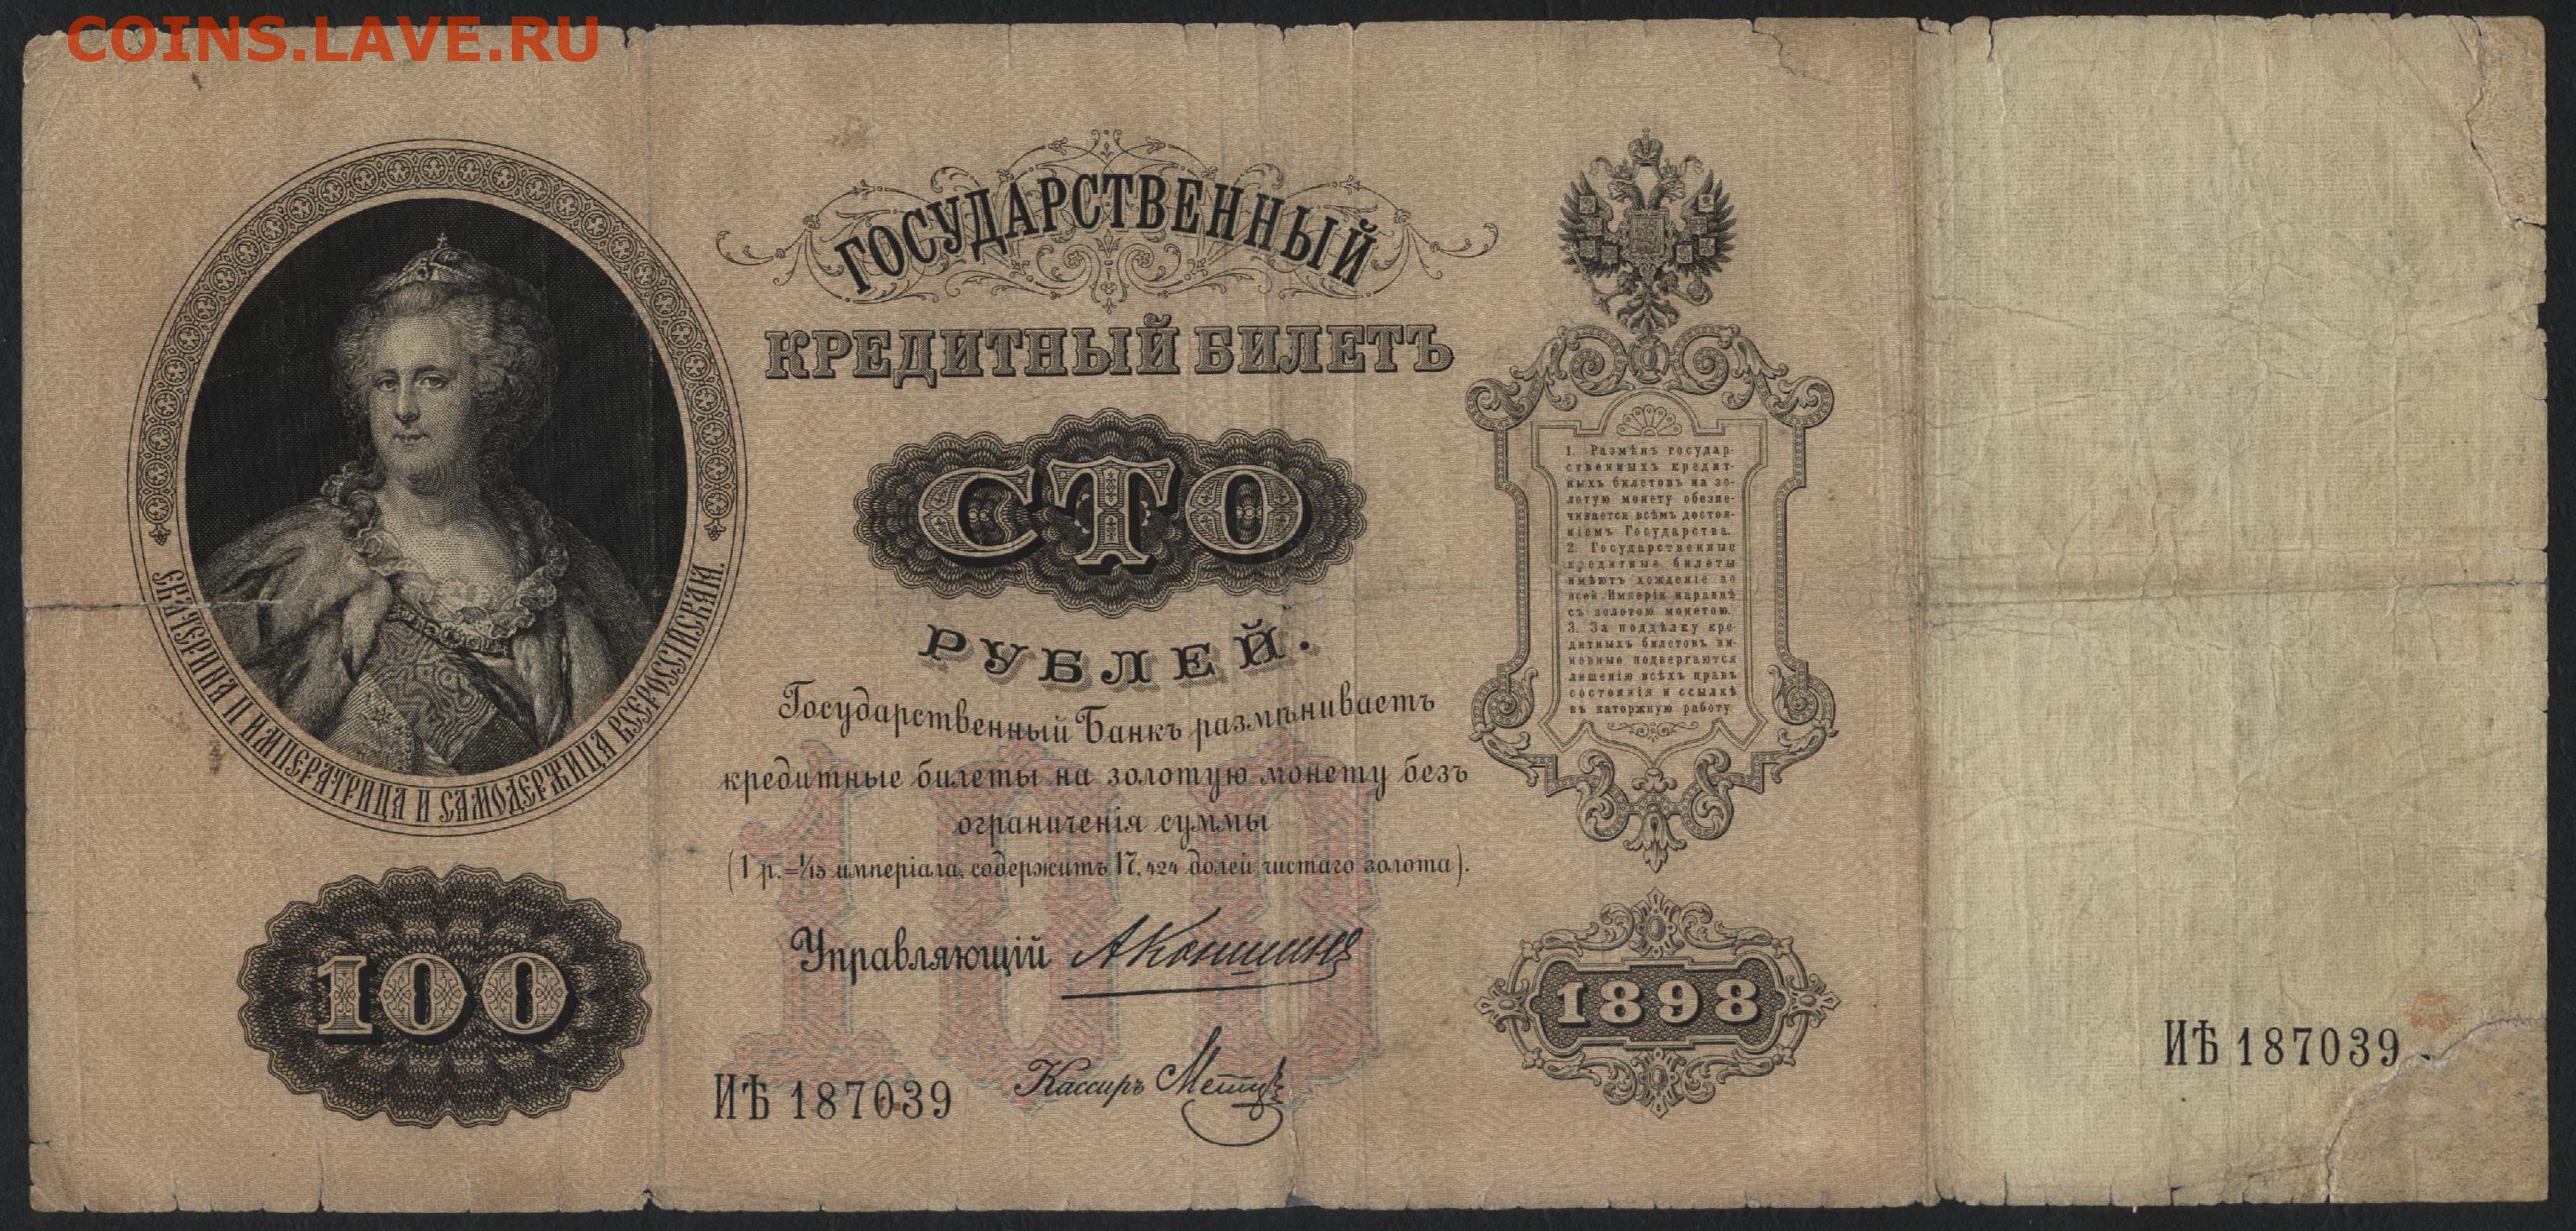 COINS.LAVE.RU
ГОСУДАРСТВЕННЫЙ
КРЕДИТНЫЙ БИЛЕТЪ
СТО
РУБЛЕЙ.
Государственный Банкъ размѣниваетъ
кредитные билеты на золотую монету безъ
ограниченія суммы
(1 р.=1/15 имперіала, содержитъ 17,424 долей чистаго золота).
Управляющій АКоншинъ
Кассиръ Метцъ
ИѢ 187039
ЕКАТЕРИНА II ИМПЕРАТРИЦА И САМОДЕРЖИЦА ВСЕРОССІЙСКАЯ.
100
100
1. Размѣнъ государ-
ственныхъ кредит-
ныхъ билетовъ на зо-
лотую монету обезпе-
чивается всѣмъ достоя-
ніемъ Государства.
2. Государственные
кредитные билеты
имѣютъ хожденіе во
всей Имперіи наравнѣ
съ золотою монетою.
3. За поддѣлку кре-
дитныхъ билетовъ ви-
новные подвергаются
лишенію всѣхъ правъ
состоянія и ссылкѣ
въ каторжную работу
1898
ИѢ 187039